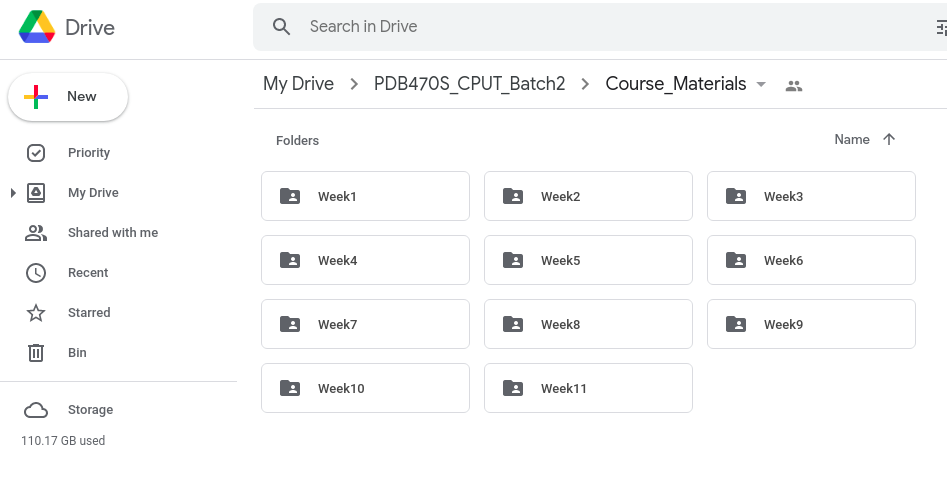 Drive
Search in Drive
My Drive PDB470S_CPUT_Batch2 Course_Materials
New
Folders Name
Priority
My Drive
Shared with me
Recent
Starred
Bin
Storage
110.17 GB used
Week1 Week2 Week3
Week4 Week5 Week6
Week7 Week8 Week9
Week10 Week11